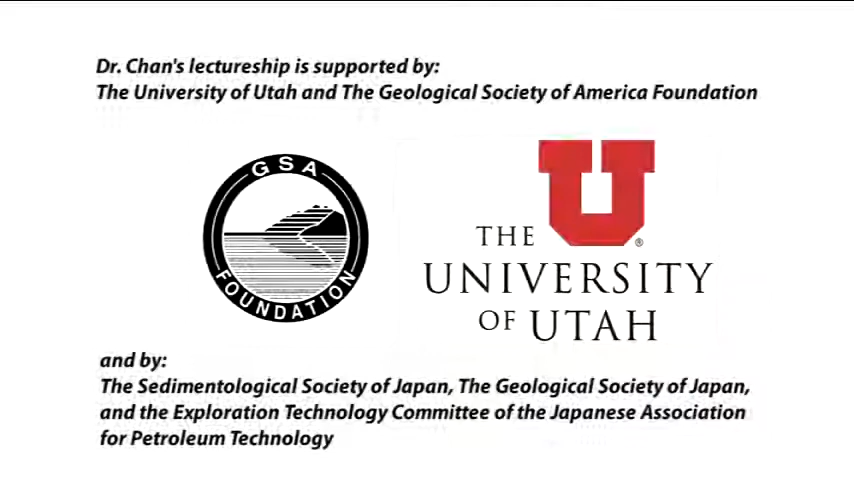 Dr. Chan's lectureship is supported by:
The University of Utah and The Geological Society of America Foundation
GSA
FOUNDATION
U®
THE
UNIVERSITY
OF UTAH
and by:
The Sedimentological Society of Japan, The Geological Society of Japan,
and the Exploration Technology Committee of the Japanese Association
for Petroleum Technology